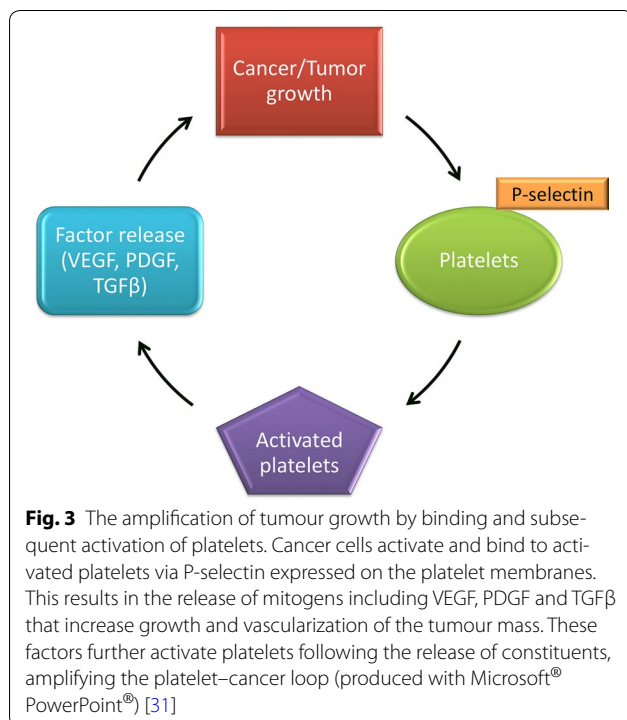 Cancer/Tumor
growth
P-selectin
Platelets
Activated
platelets
Factor release
(VEGF, PDGF,
TGFβ)
Fig. 3 The amplification of tumour growth by binding and subse-
quent activation of platelets. Cancer cells activate and bind to acti-
vated platelets via P-selectin expressed on the platelet membranes.
This results in the release of mitogens including VEGF, PDGF and TGFβ
that increase growth and vascularization of the tumour mass. These
factors further activate platelets following the release of constituents,
amplifying the platelet–cancer loop (produced with Microsoft®
PowerPoint®) [31]